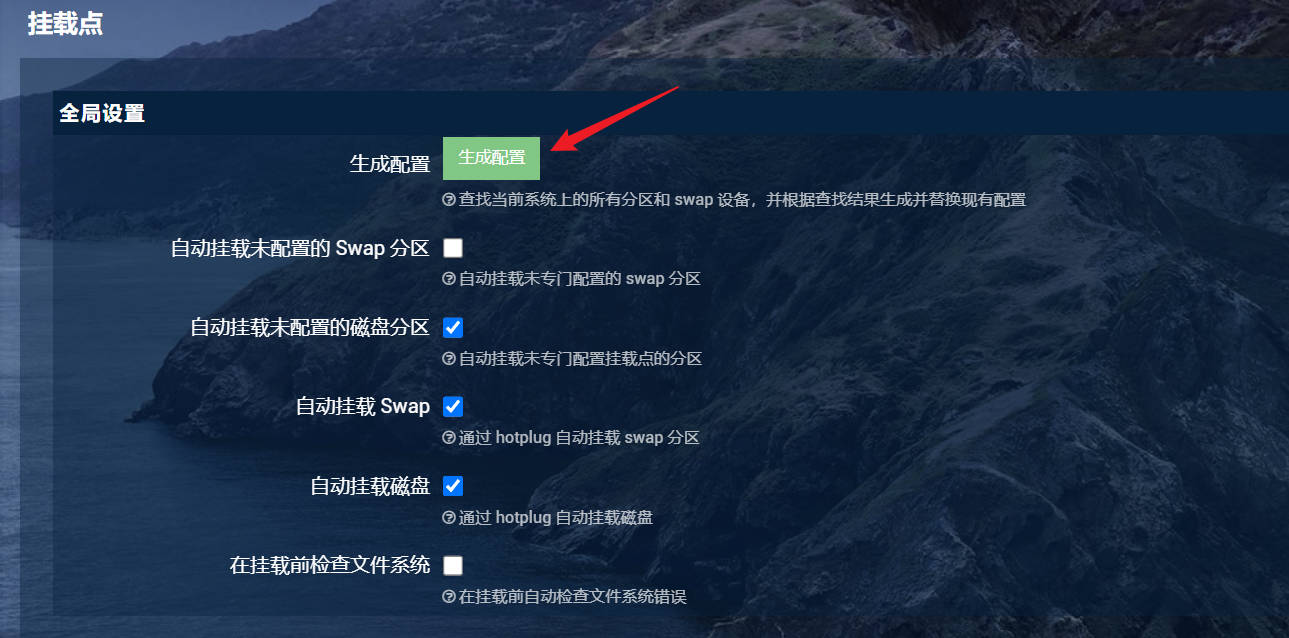 挂载点
全局设置
生成配置 生成配置
查找当前系统上的所有分区和 swap 设备，并根据查找结果生成并替换现有配置
自动挂载未配置的 Swap 分区
自动挂载未专门配置的 swap 分区
自动挂载未配置的磁盘分区
自动挂载未专门配置挂载点的分区
自动挂载 Swap
通过 hotplug 自动挂载 swap 分区
自动挂载磁盘
通过 hotplug 自动挂载磁盘
在挂载前检查文件系统
在挂载前自动检查文件系统错误